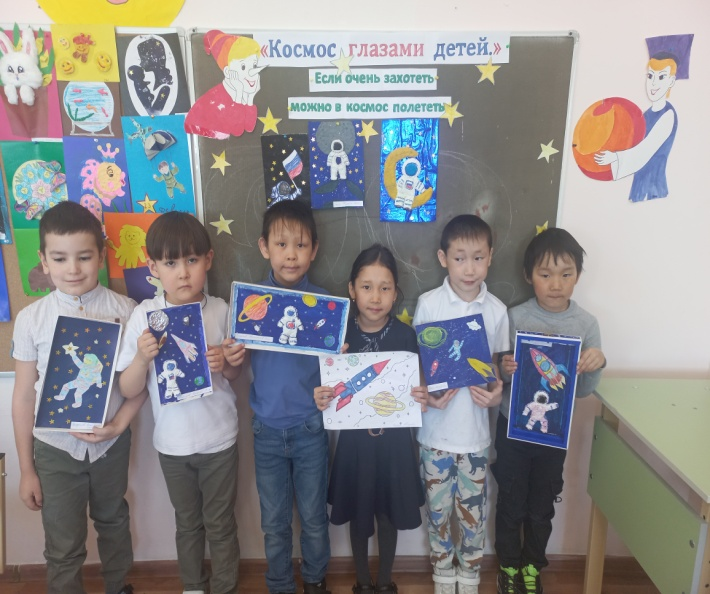 «Космос глазами детей.»
Если очень захотеть
можно в космос полететь